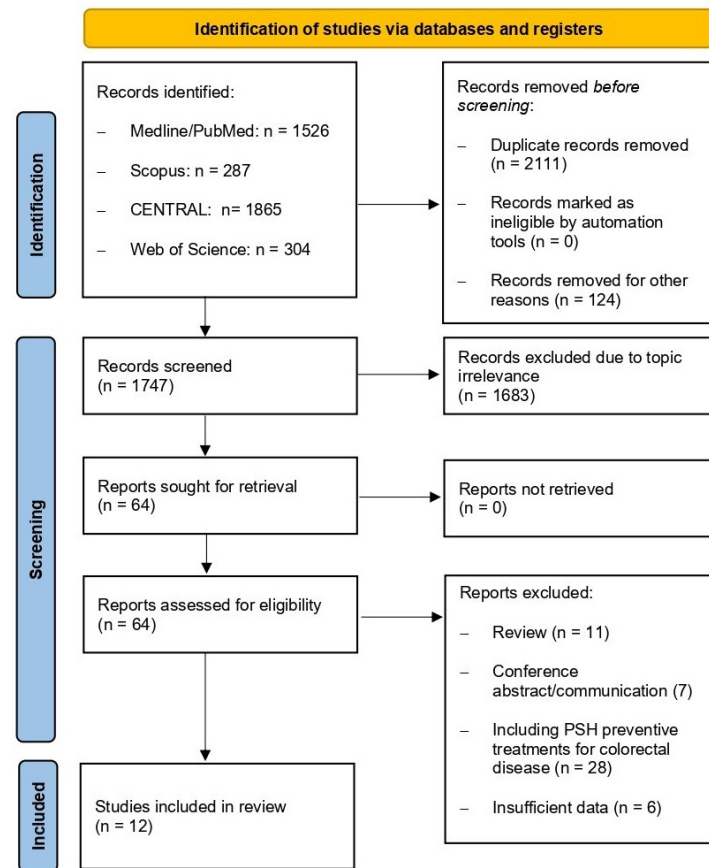 Identification of studies via databases and registers
Identification
Records identified:
– Medline/PubMed: n = 1526
– Scopus: n = 287
– CENTRAL: n= 1865
– Web of Science: n = 304
Records removed before
screening:
– Duplicate records removed
(n = 2111)
– Records marked as
ineligible by automation
tools (n = 0)
– Records removed for other
reasons (n = 124)
Screening
Records screened
(n = 1747)
Records excluded due to topic
irrelevance
(n = 1683)
Reports sought for retrieval
(n = 64)
Reports not retrieved
(n = 0)
Reports assessed for eligibility
(n = 64)
Reports excluded:
– Review (n = 11)
– Conference
abstract/communication (7)
– Including PSH preventive
treatments for colorectal
disease (n = 28)
– Insufficient data (n = 6)
Included
Studies included in review
(n = 12)